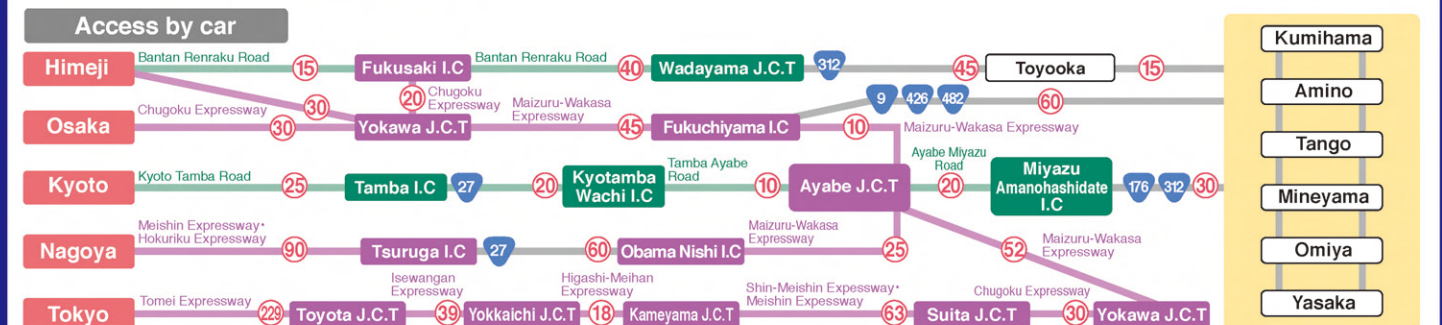 Access by car
Himeji
Bantan Renraku Road
15
Fukusaki I.C
Bantan Renraku Road
40
Wadayama J.C.T
312
45
Toyooka
15
30
20
Chugoku
Expressway
9
426
482
60
Osaka
Chugoku Expressway
30
Yokawa J.C.T
Maizuru-Wakasa
Expressway
45
Fukuchiyama I.C
10
Maizuru-Wakasa Expressway
Kyoto
Kyoto Tamba Road
25
Tamba I.C
27
20
Kyotamba
Wachi I.C
Tamba Ayabe
Road
10
Ayabe J.C.T
Ayabe Miyazu
Road
20
Miyazu
Amanohashidate
I.C
176
312
30
Nagoya
Meishin Expressway・
Hokuriku Expressway
90
Tsuruga I.C
27
60
Obama Nishi I.C
Maizuru-Wakasa
Expressway
25
52
Maizuru-Wakasa
Expressway
Tokyo
Tomei Expressway
229
Toyota J.C.T
Isewangan
Expressway
39
Yokkaichi J.C.T
Higashi-Meihan
Expressway
18
Kameyama J.C.T
Shin-Meishin Expessway・
Meishin Expressway
63
Suita J.C.T
Chugoku Expressway
30
Yokawa J.C.T
Kumihama
Amino
Tango
Mineyama
Omiya
Yasaka